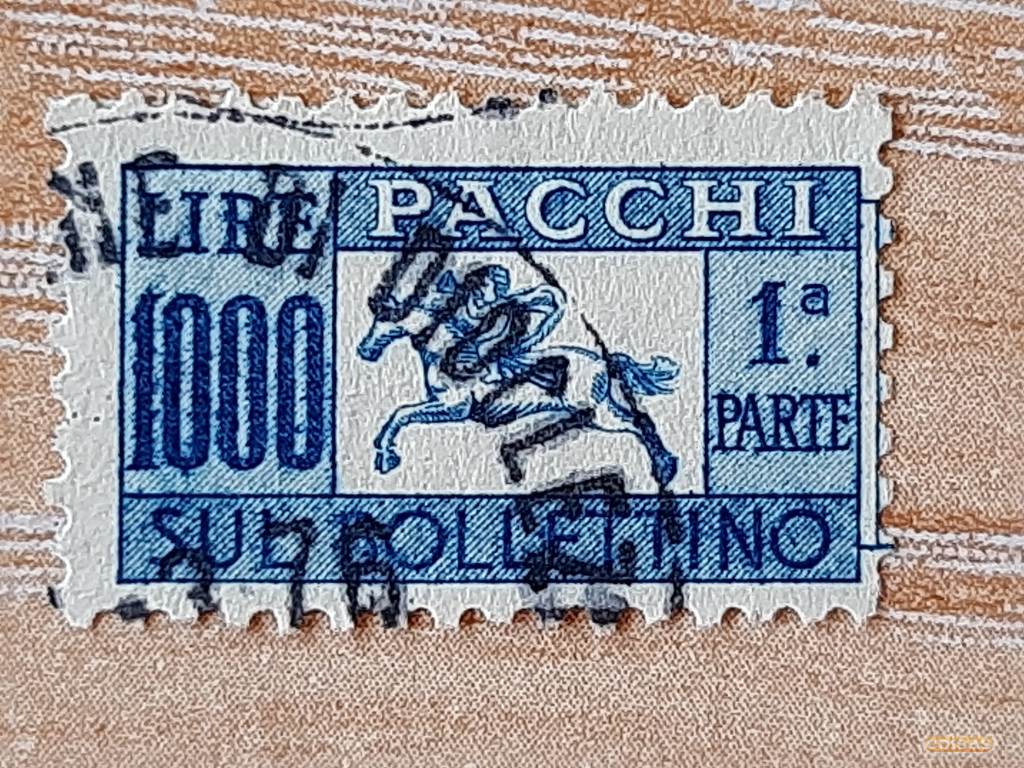 LIRE
1000
PACCHI
1ª.
PARTE
SUL BOLLETTINO